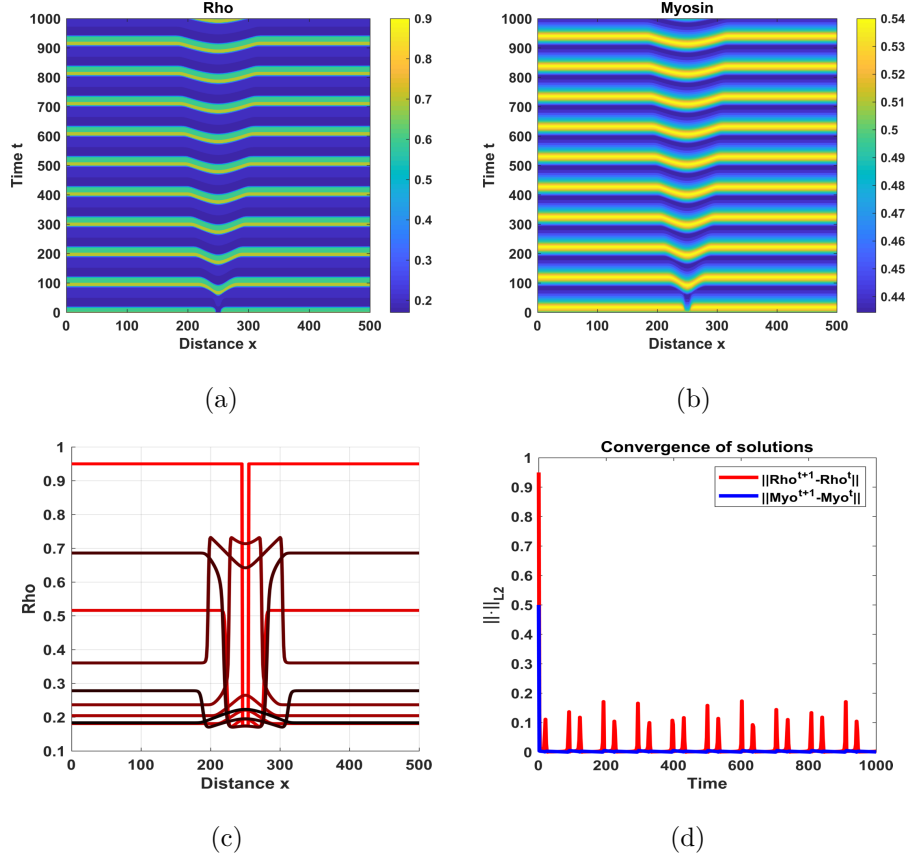 Rho
Time t
1000
900
800
700
600
500
400
300
200
100
0
0 100 200 300 400 500
Distance x
0.9
0.8
0.7
0.6
0.5
0.4
0.3
0.2
(a)
Myosin
Time t
1000
900
800
700
600
500
400
300
200
100
0
0 100 200 300 400 500
Distance x
0.54
0.53
0.52
0.51
0.5
0.49
0.48
0.47
0.46
0.45
0.44
(b)
Rho
1
0.9
0.8
0.7
0.6
0.5
0.4
0.3
0.2
0.1
0 100 200 300 400 500
Distance x
(c)
Convergence of solutions
||·||L2
1
0.9
0.8
0.7
0.6
0.5
0.4
0.3
0.2
0.1
0
||Rho^{t+1}-Rho^t||
||Myo^{t+1}-Myo^t||
0 200 400 600 800 1000
Time
(d)